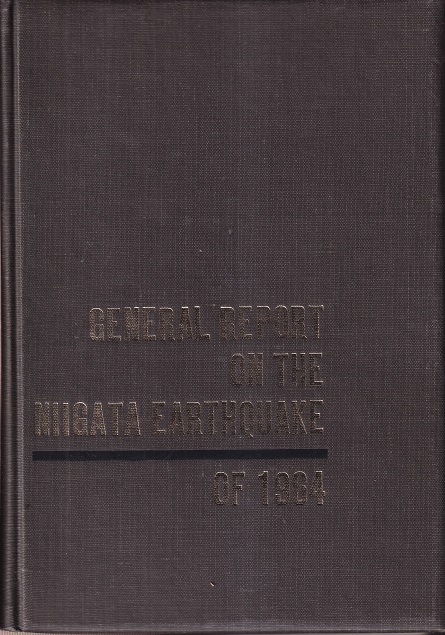 GENERAL REPORT
ON THE
NIIGATA EARTHQUAKE
OF 1964